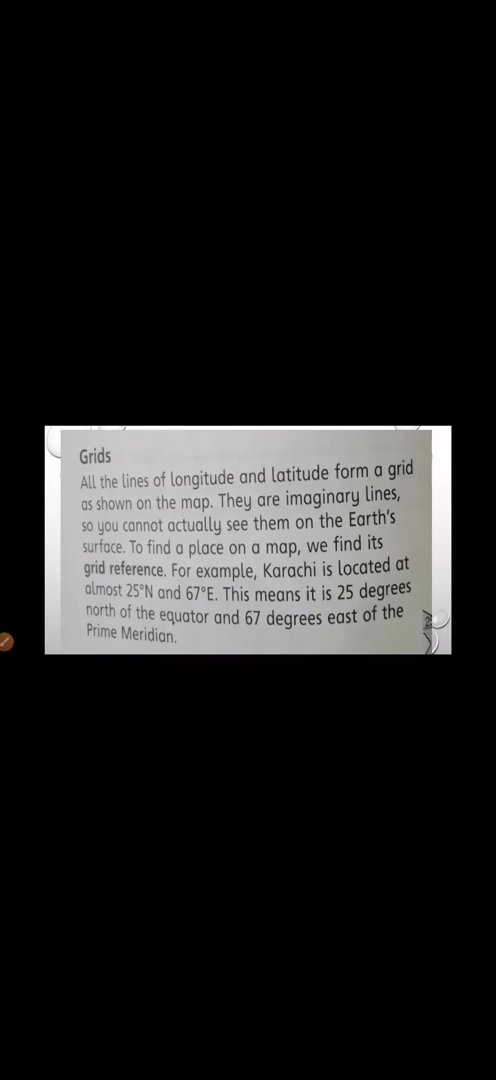 Grids
All the lines of longitude and latitude form a grid
as shown on the map. They are imaginary lines,
so you cannot actually see them on the Earth's
surface. To find a place on a map, we find its
grid reference. For example, Karachi is located at
almost 25°N and 67°E. This means it is 25 degrees
north of the equator and 67 degrees east of the
Prime Meridian.